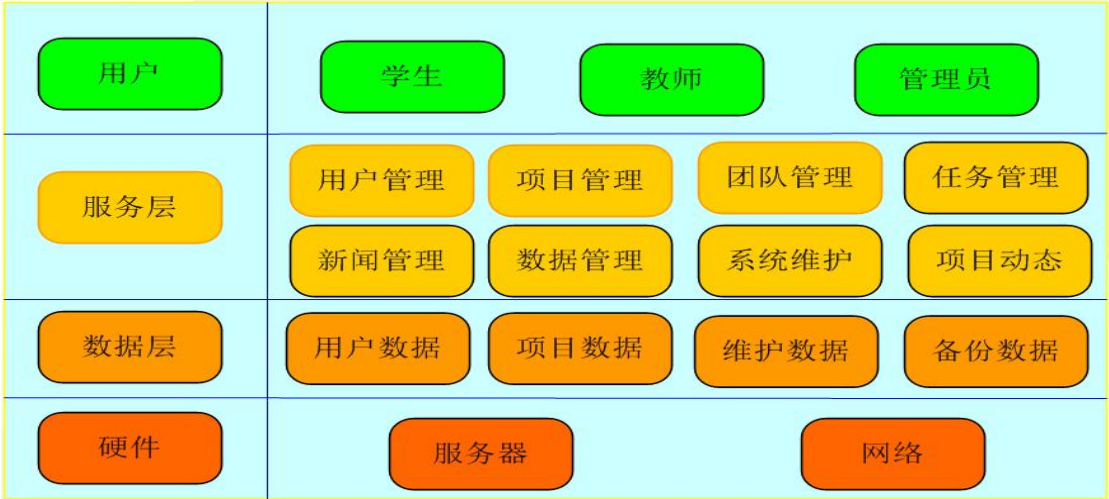 用户 学生 教师 管理员
服务层
用户管理 项目管理 团队管理 任务管理
新闻管理 数据管理 系统维护 项目动态
数据层 用户数据 项目数据 维护数据 备份数据
硬件 服务器 网络